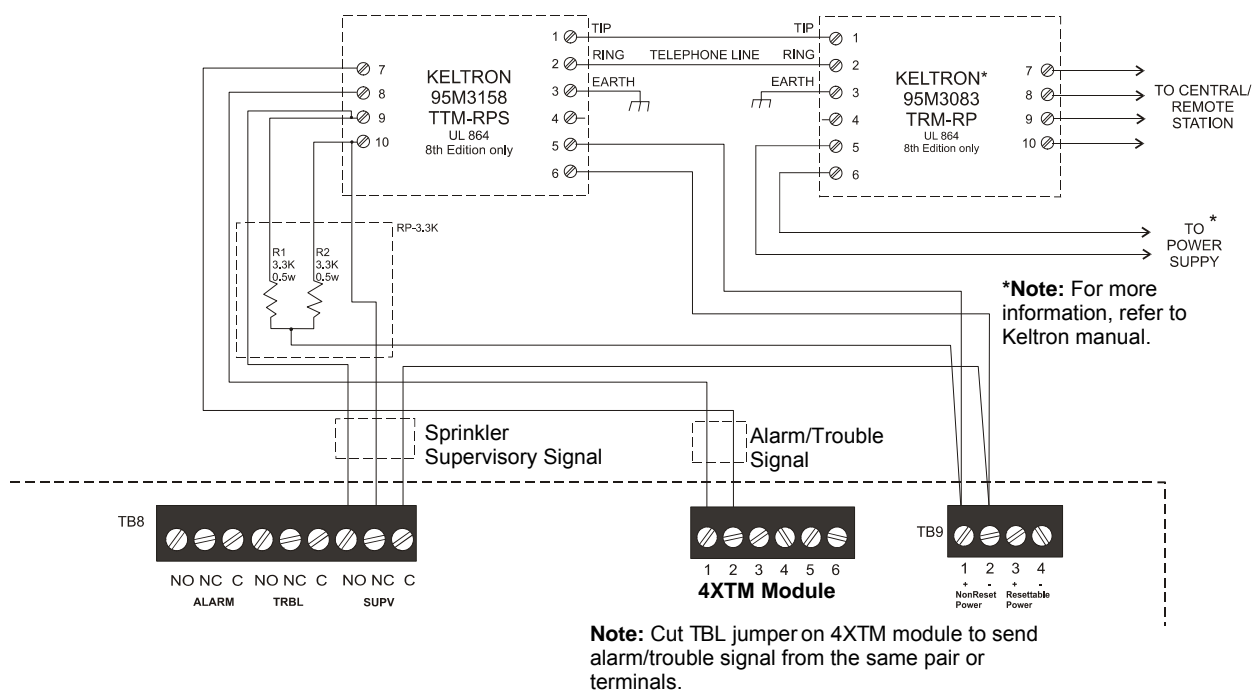 TIP TIP
1 1
RING TELEPHONE LINE RING
2 2
7 KELTRON EARTH EARTH KELTRON* 7
8 95M3158 3 3 95M3083 8 TO CENTRAL/
9 TTM-RPS 4 4 TRM-RP 9 REMOTE
10 UL 864 5 5 UL 864 10 STATION
8th Edition only 8th Edition only
6 6
RP-3.3K
TO *
POWER
SUPPY
R1 R2
3.3K 3.3K
0.5w 0.5w
*Note: For more
information, refer to
Keltron manual.
Sprinkler
Supervisory Signal
Alarm/Trouble
Signal
TB8
NO NC C NO NC C NO NC C
ALARM TRBL SUPV
1 2 3 4 5 6
4XTM Module
TB9
1 2 3 4
+ - + -
NonReset Resettable
Power Power
Note: Cut TBL jumper on 4XTM module to send
alarm/trouble signal from the same pair or
terminals.